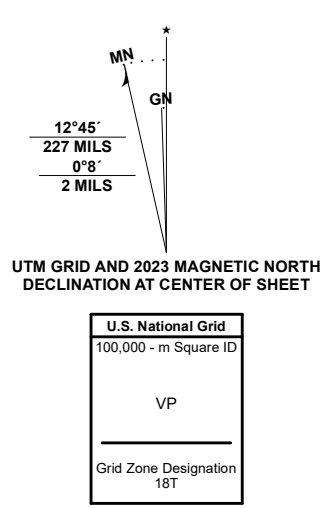 ★
MN
GN
12°45´
227 MILS
0°8´
2 MILS
UTM GRID AND 2023 MAGNETIC NORTH
DECLINATION AT CENTER OF SHEET
U.S. National Grid
100,000 - m Square ID
VP
Grid Zone Designation
18T